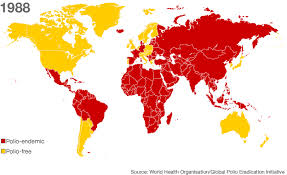 1988
Polio-endemic
Polio-free
Source: World Health Organisation/Global Polio Eradication Initiative